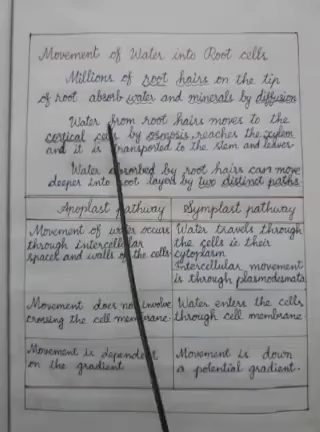 Movement of Water into Root cells
Millions of root hairs on the tip
of root absorb water and minerals by diffusion
Water from root hairs moves to the
cortical cells by osmosis, reaches the xylem
and it is transported to the stem and leaves
Water absorbed by root hairs can move
deeper into root layers by two distinct paths
Apoplast pathway
Movement of water occurs
through intercellular
spaces and walls of the cells
Movement does not involve
crossing the cell membrane
Movement is dependent
on the gradient
Symplast pathway
Water travels through
the cells ie their
cytoplasm
Intercellular movement
is through plasmodesmata
Water enters the cells
through cell membrane
Movement is down
a potential gradient.